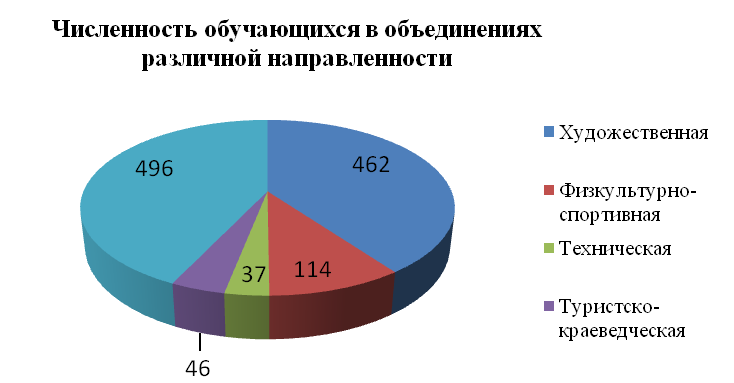 Численность обучающихся в объединениях
различной направленности
496
462
114
37
46
Художественная
Физкультурно-
спортивная
Техническая
Туристско-
краеведческая